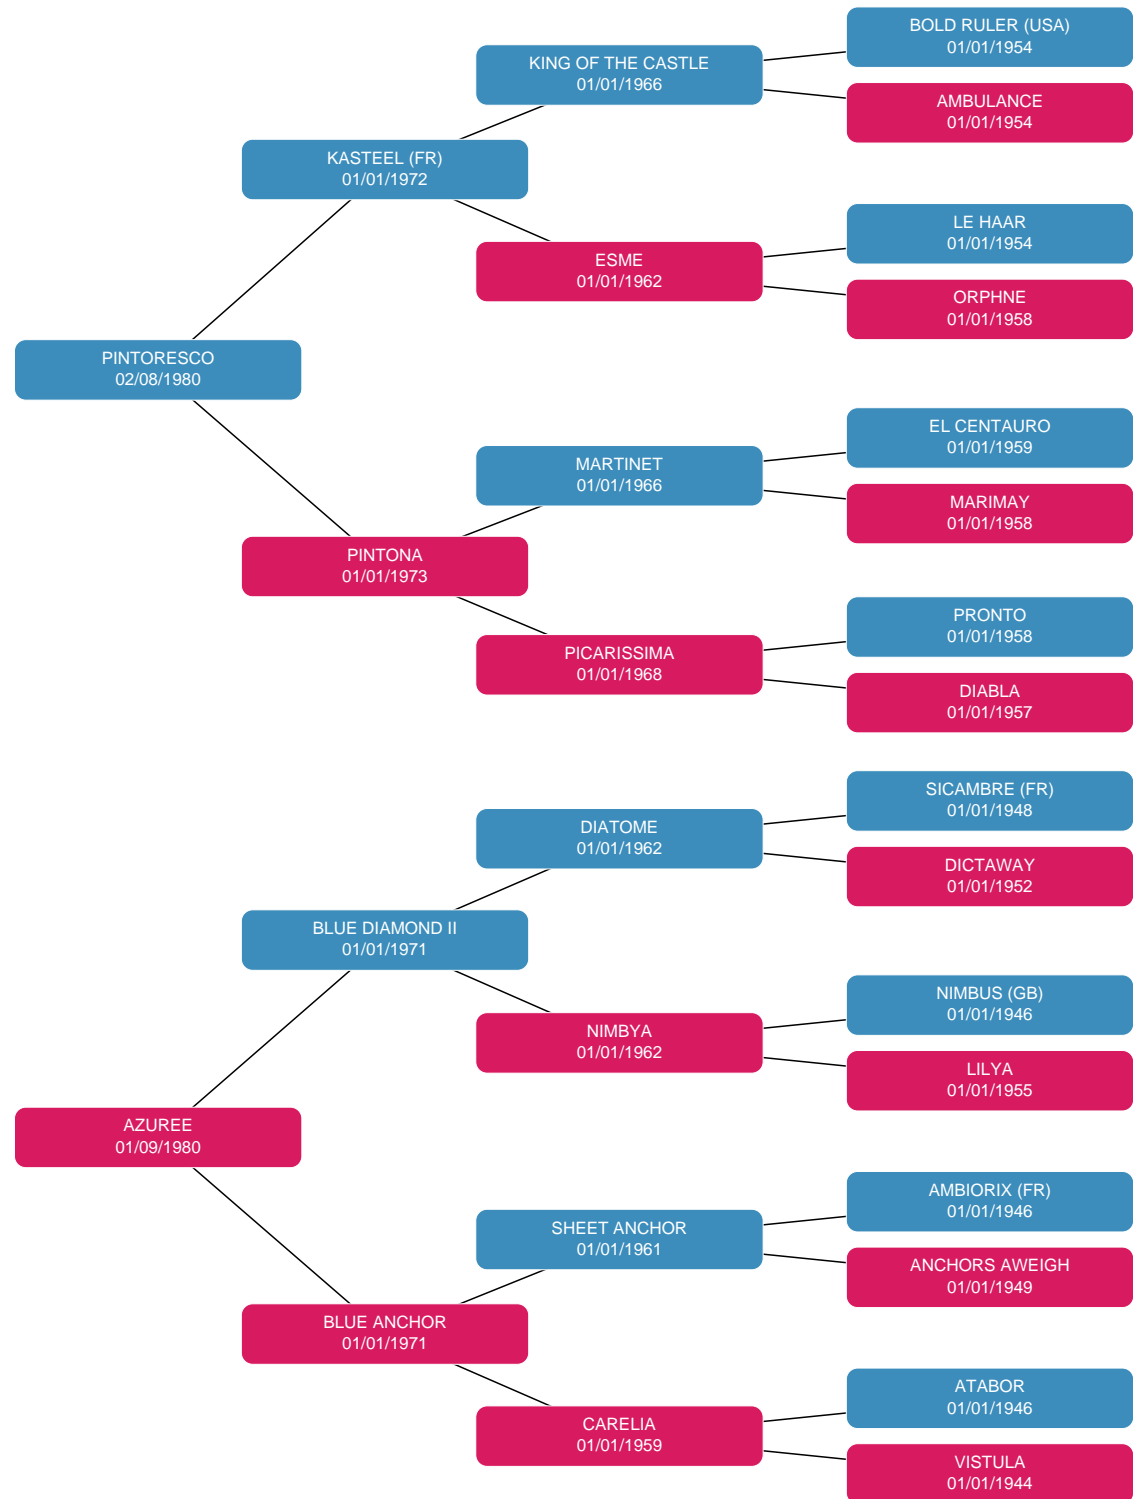 BOLD RULER (USA)
01/01/1954
KING OF THE CASTLE
01/01/1966
AMBULANCE
01/01/1954
KASTEEL (FR)
01/01/1972
LE HAAR
01/01/1954
ESME
01/01/1962
ORPHNE
01/01/1958
PINTORESCO
02/08/1980
EL CENTAURO
01/01/1959
MARTINET
01/01/1966
MARIMAY
01/01/1958
PINTONA
01/01/1973
PRONTO
01/01/1958
PICARISSIMA
01/01/1968
DIABLA
01/01/1957
SICAMBRE (FR)
01/01/1948
DIATOME
01/01/1962
DICTAWAY
01/01/1952
BLUE DIAMOND II
01/01/1971
NIMBUS (GB)
01/01/1946
NIMBYA
01/01/1962
LILYA
01/01/1955
AZUREE
01/09/1980
AMBIORIX (FR)
01/01/1946
SHEET ANCHOR
01/01/1961
ANCHORS AWEIGH
01/01/1949
BLUE ANCHOR
01/01/1971
ATABOR
01/01/1946
CARELIA
01/01/1959
VISTULA
01/01/1944